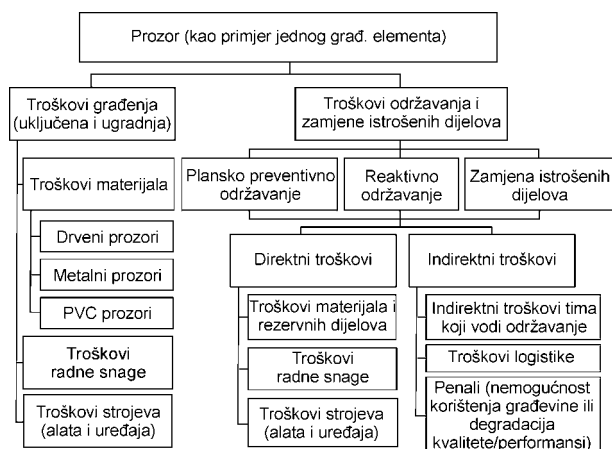 Prozor (kao primjer jednog građ. elementa)
Troškovi građenja
(uključena i ugradnja)
Troškovi materijala
Drveni prozori
Metalni prozori
PVC prozori
Troškovi
radne snage
Troškovi strojeva
(alata i uređaja)
Troškovi održavanja i
zamjene istrošenih dijelova
Plansko preventivno
održavanje
Reaktivno
održavanje
Zamjena istrošenih
dijelova
Direktni troškovi
Troškovi materijala i
rezervnih dijelova
Troškovi
radne snage
Troškovi strojeva
(alata i uređaja)
Indirektni troškovi
Indirektni troškovi tima
koji vodi održavanje
Troškovi logistike
Penali (nemogućnost
korištenja građevine ili
degradacija
kvalitete/performansi)